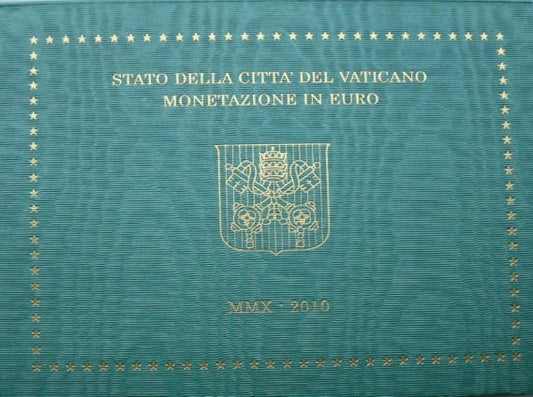 STATO DELLA CITTA' DEL VATICANO
MONETAZIONE IN EURO
MMX - 2010